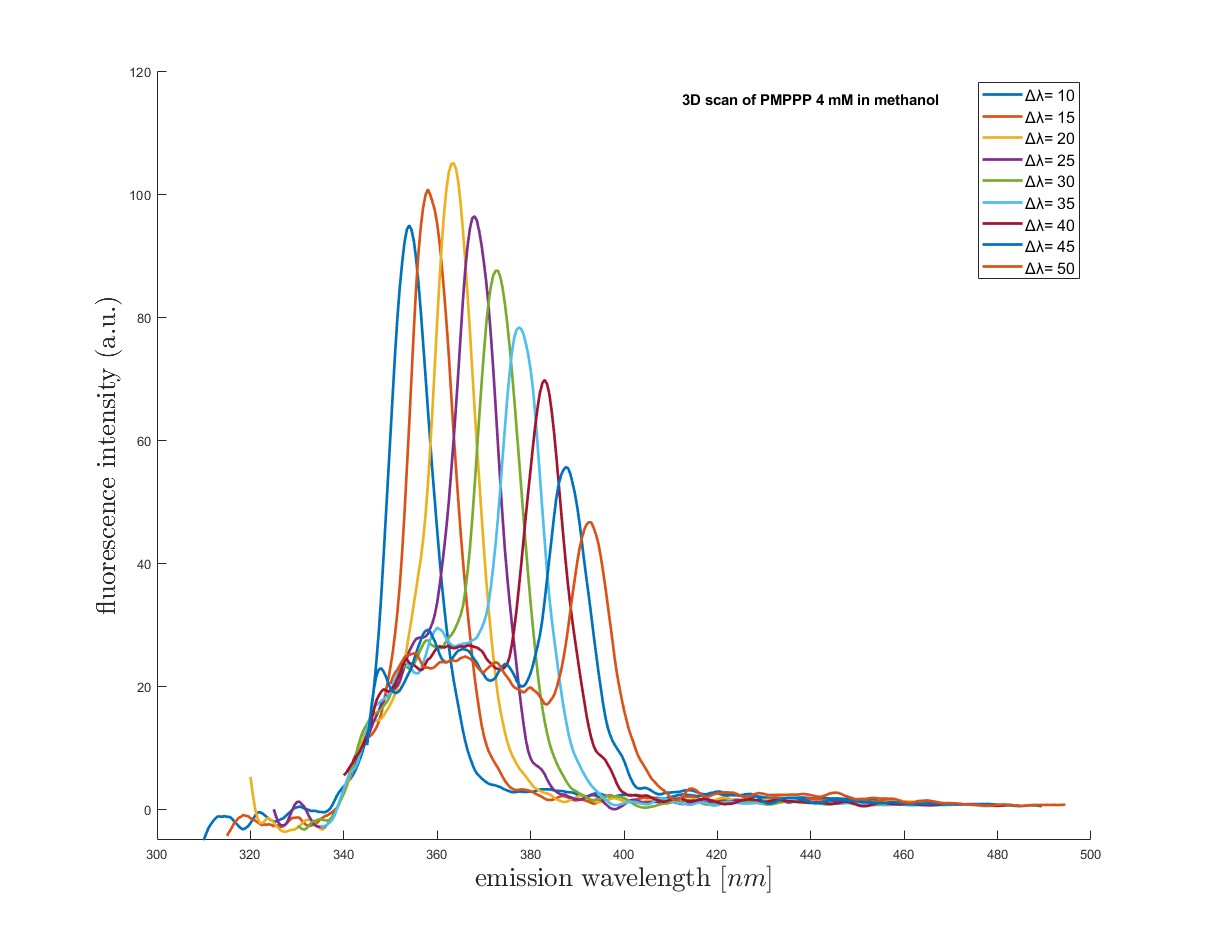 3D scan of PMPPP 4 mM in methanol
Δλ= 10
Δλ= 15
Δλ= 20
Δλ= 25
Δλ= 30
Δλ= 35
Δλ= 40
Δλ= 45
Δλ= 50
fluorescence intensity (a.u.)
120
100
80
60
40
20
0
300 320 340 360 380 400 420 440 460 480 500
emission wavelength [nm]